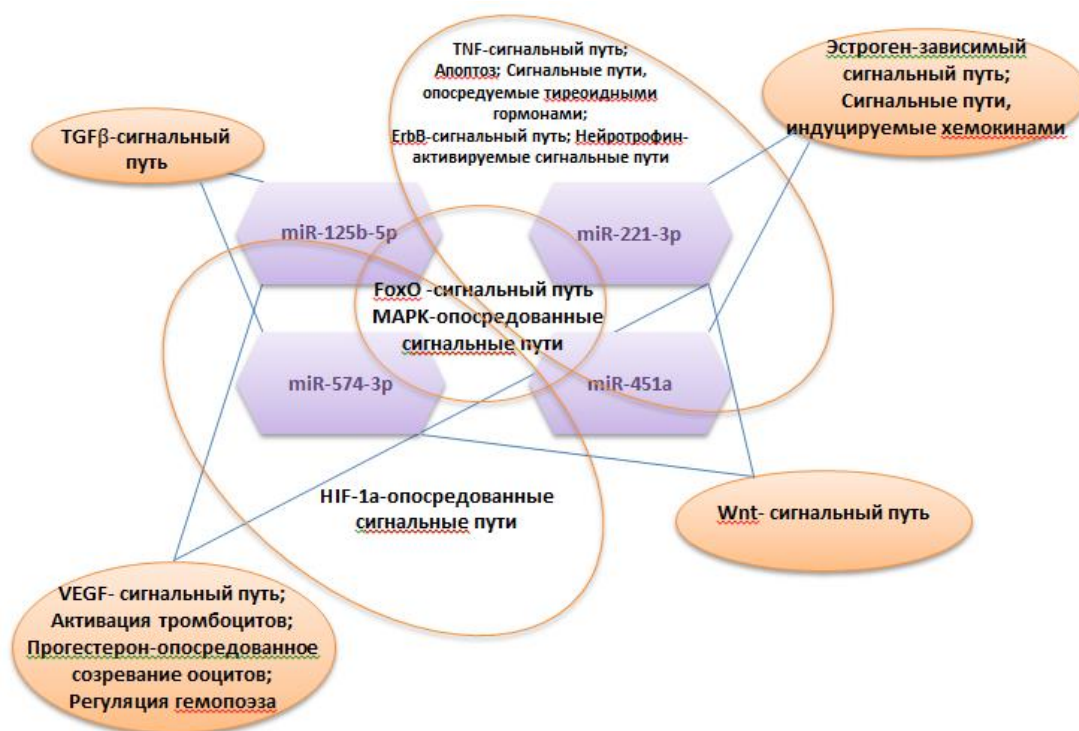 TNF-сигнальный путь;
Апоптоз; Сигнальные пути,
опосредуемые тиреоидными
гормонами;
ErbB-сигнальный путь; Нейротрофин-
активируемые сигнальные пути
Эстроген-зависимый
сигнальный путь;
Сигнальные пути,
индуцируемые хемокинами
TGFβ-сигнальный
путь
miR-125b-5p
miR-221-3p
FoxO -сигнальный путь
MAPK-опосредованные
сигнальные пути
miR-574-3p
miR-451a
HIF-1a-опосредованные
сигнальные пути
Wnt- сигнальный путь
VEGF- сигнальный путь;
Активация тромбоцитов;
Прогестерон-опосредованное
созревание ооцитов;
Регуляция гемопоэза